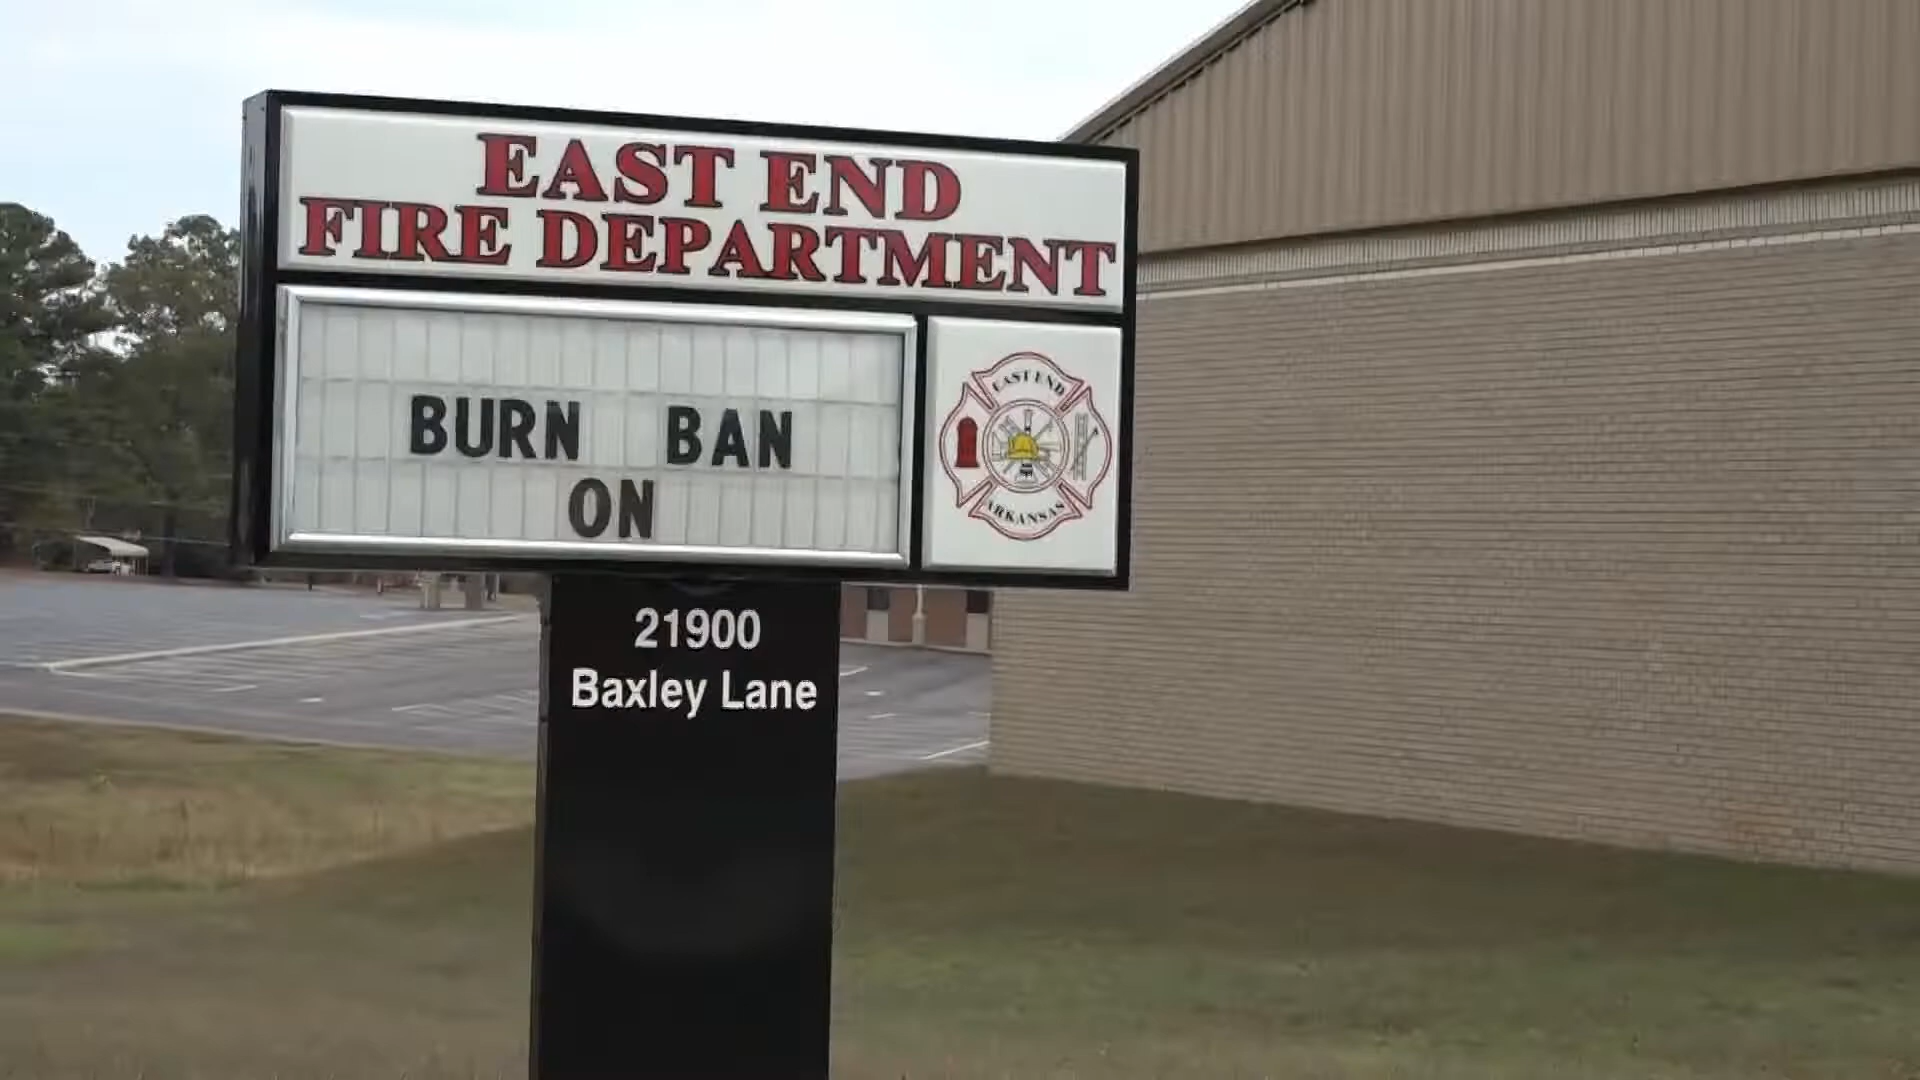 EAST END
FIRE DEPARTMENT
BURN BAN
ON
EAST END
ARKANSAS
21900
Baxley Lane